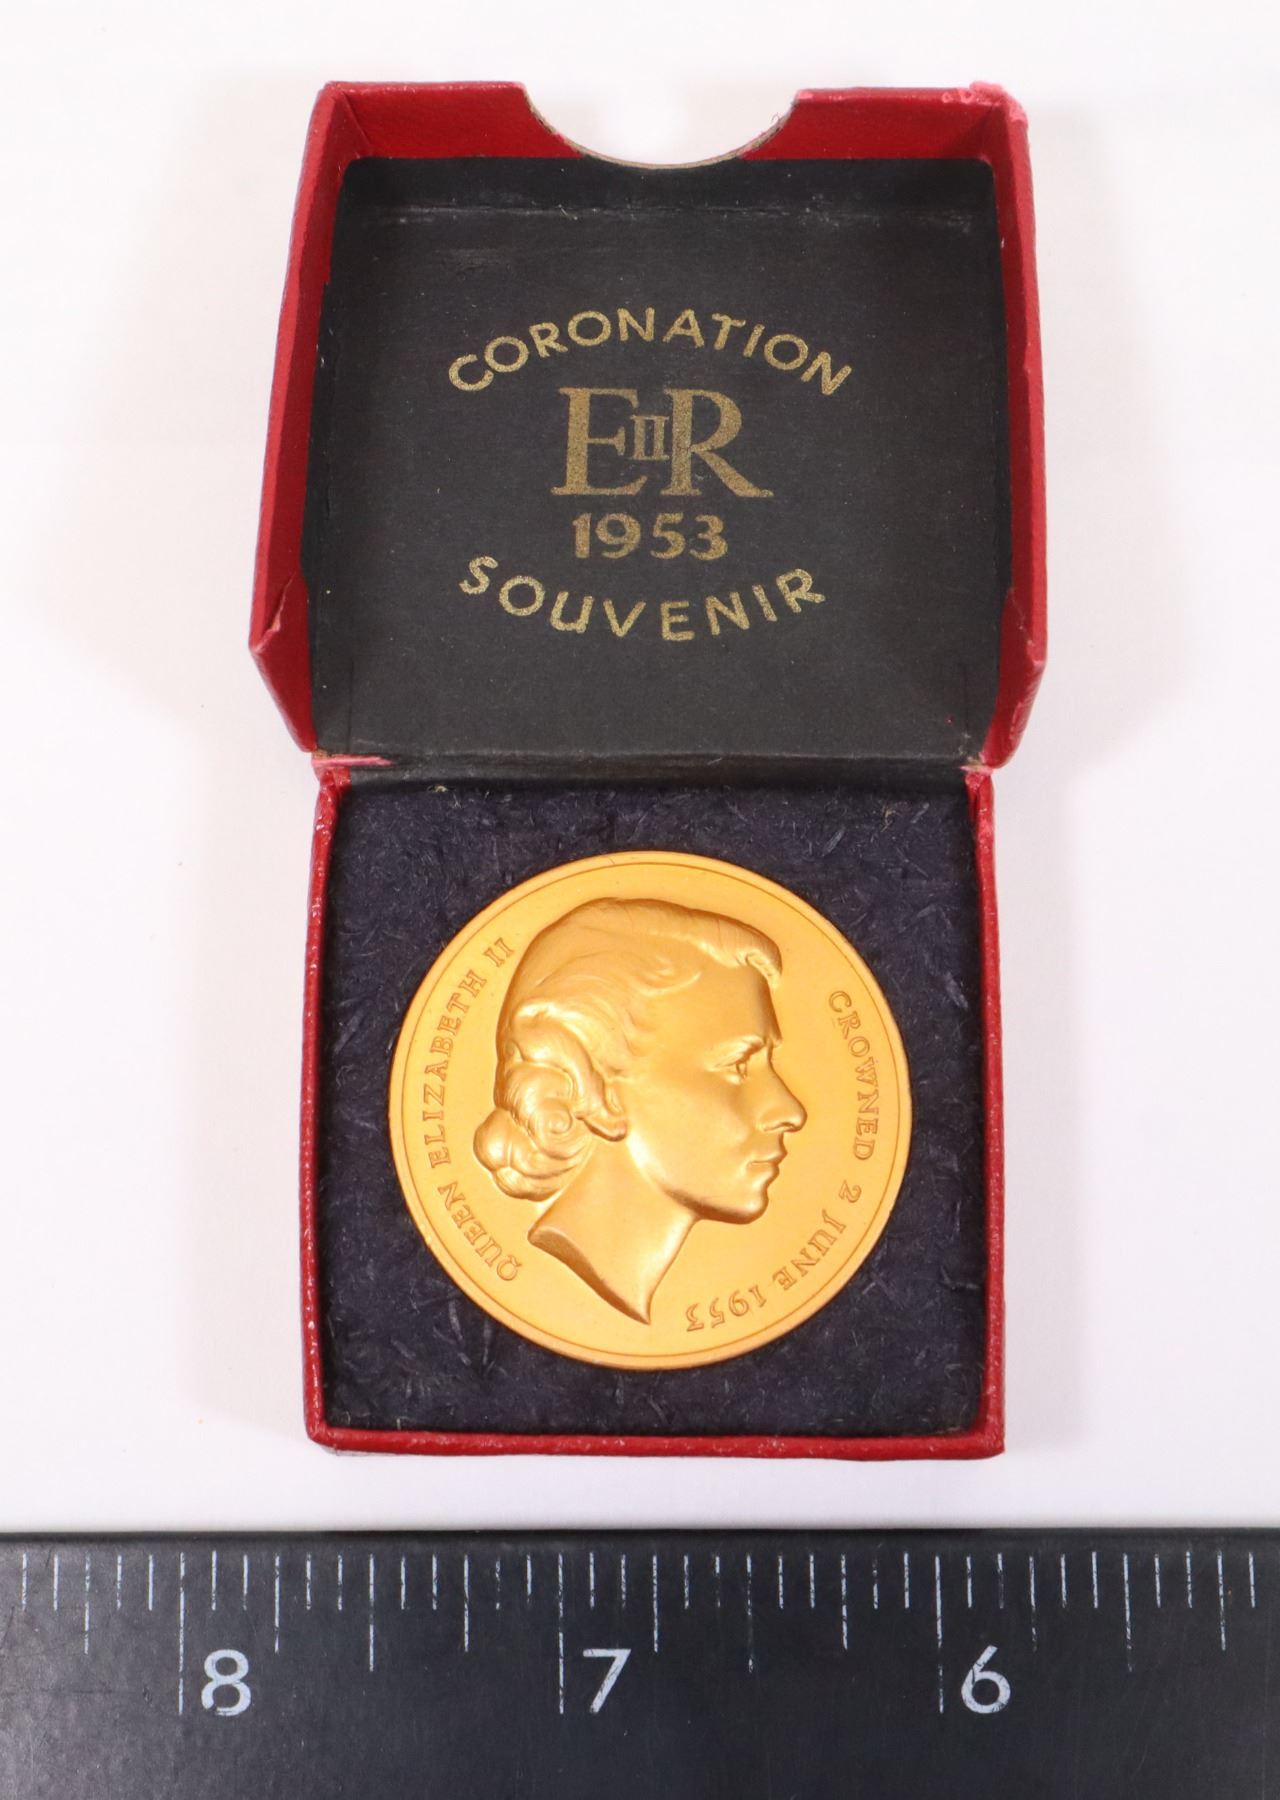 CORONATION
EIIR
1953
SOUVENIR
QUEEN ELIZABETH II
CROWNED 2 JUNE 1953
8 7 6